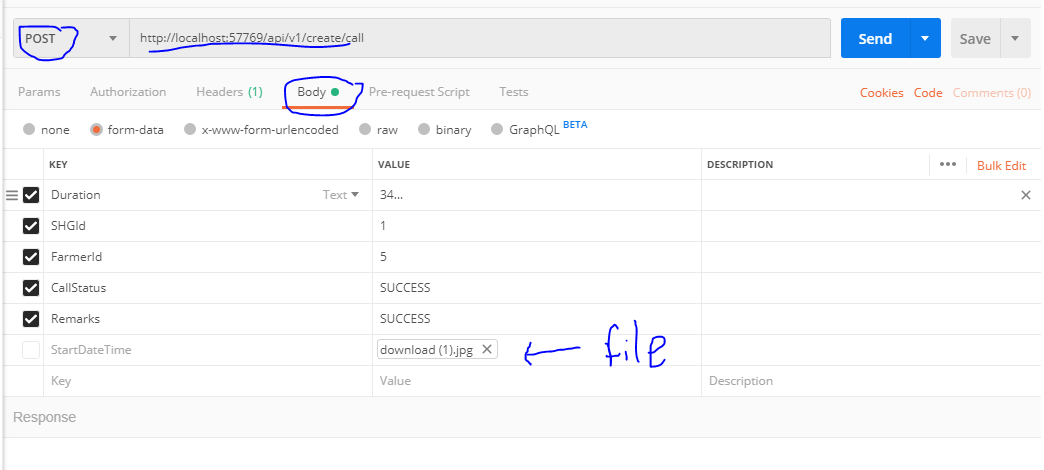 POST http://localhost:57769/api/v1/create/call Send Save
Params Authorization Headers (1) Body Pre-request Script Tests Cookies Code Comments (0)
none form-data x-www-form-urlencoded raw binary GraphQL BETA
KEY VALUE DESCRIPTION ••• Bulk Edit
Duration Text 34...
SHGId 1
FarmerId 5
CallStatus SUCCESS
Remarks SUCCESS
StartDateTime download (1).jpg file
Key Value Description
Response